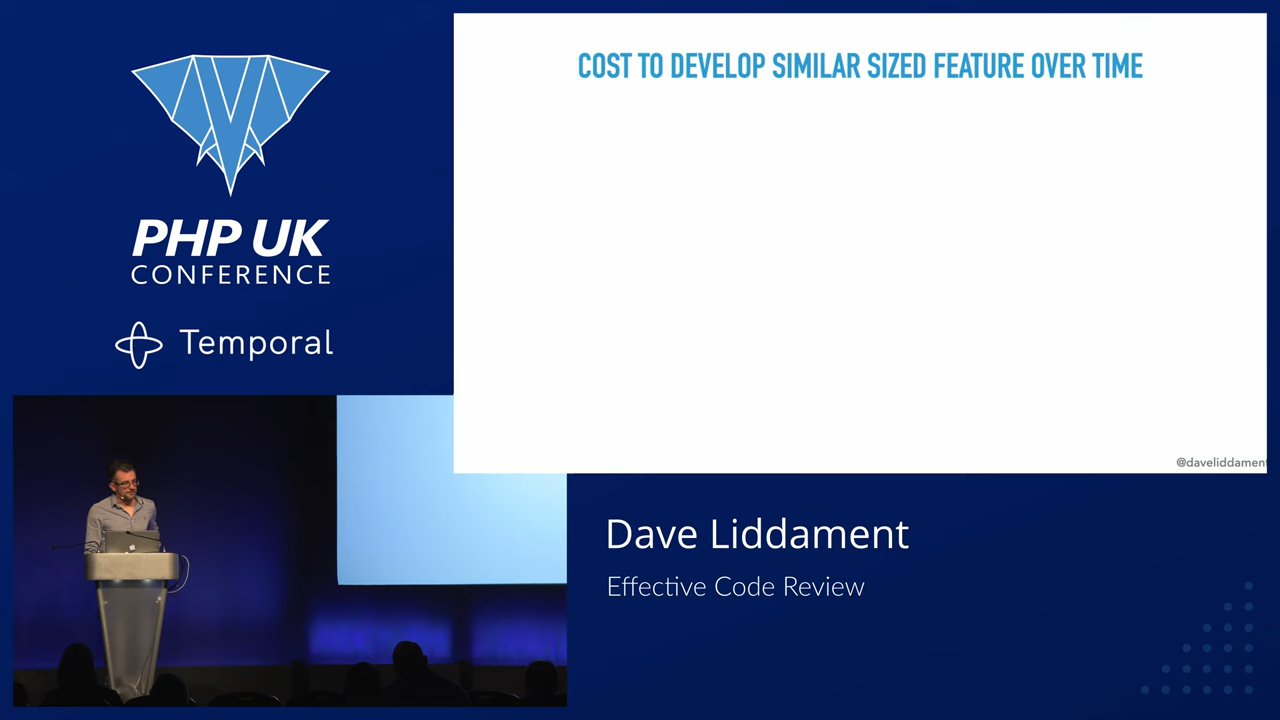 COST TO DEVELOP SIMILAR SIZED FEATURE OVER TIME
@daveliddament
PHP UK
CONFERENCE
Temporal
Dave Liddament
Effective Code Review